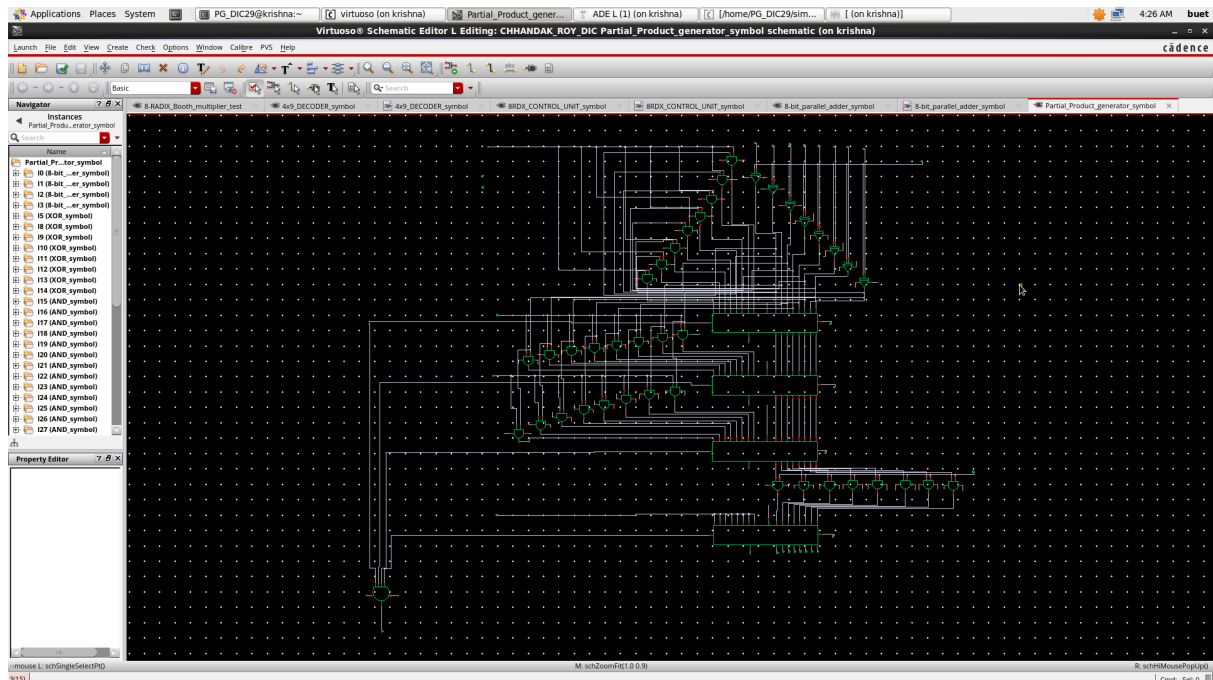 Applications Places System PG_DIC29@krishna:~ virtuoso (on krishna) Partial_Product_gener... ADE L (1) (on krishna) [/home/PG_DIC29/sim... [ (on krishna)] 4:26 AM buet
Virtuoso® Schematic Editor L Editing: CHHANDAK_ROY_DIC Partial_Product_generator_symbol schematic (on krishna)
Launch File Edit View Create Check Options Window Calibre PVS Help cādence
Basic Search
Navigator 8-RADIX_Booth_multiplier_test 4x9_DECODER_symbol 4x9_DECODER_symbol 8RDX_CONTROL_UNIT_symbol 8RDX_CONTROL_UNIT_symbol 8-bit_parallel_adder_symbol 8-bit_parallel_adder_symbol Partial_Product_generator_symbol
Instances
Partial_Produ...erator_symbol
Search
Name
Partial_Pr...tor_symbol
I0 (8-bit_...er_symbol)
I1 (8-bit_...er_symbol)
I2 (8-bit_...er_symbol)
I3 (8-bit_...er_symbol)
I5 (XOR_symbol)
I8 (XOR_symbol)
I9 (XOR_symbol)
I10 (XOR_symbol)
I11 (XOR_symbol)
I12 (XOR_symbol)
I13 (XOR_symbol)
I14 (XOR_symbol)
I15 (AND_symbol)
I16 (AND_symbol)
I17 (AND_symbol)
I18 (AND_symbol)
I19 (AND_symbol)
I20 (AND_symbol)
I21 (AND_symbol)
I22 (AND_symbol)
I23 (AND_symbol)
I24 (AND_symbol)
I25 (AND_symbol)
I26 (AND_symbol)
I27 (AND_symbol)
Property Editor
mouse L: schSingleSelectPt() M: schZoomFit(1.0 0.9) R: schHiMousePopUp()
3(15) Cmd: Sel: 0